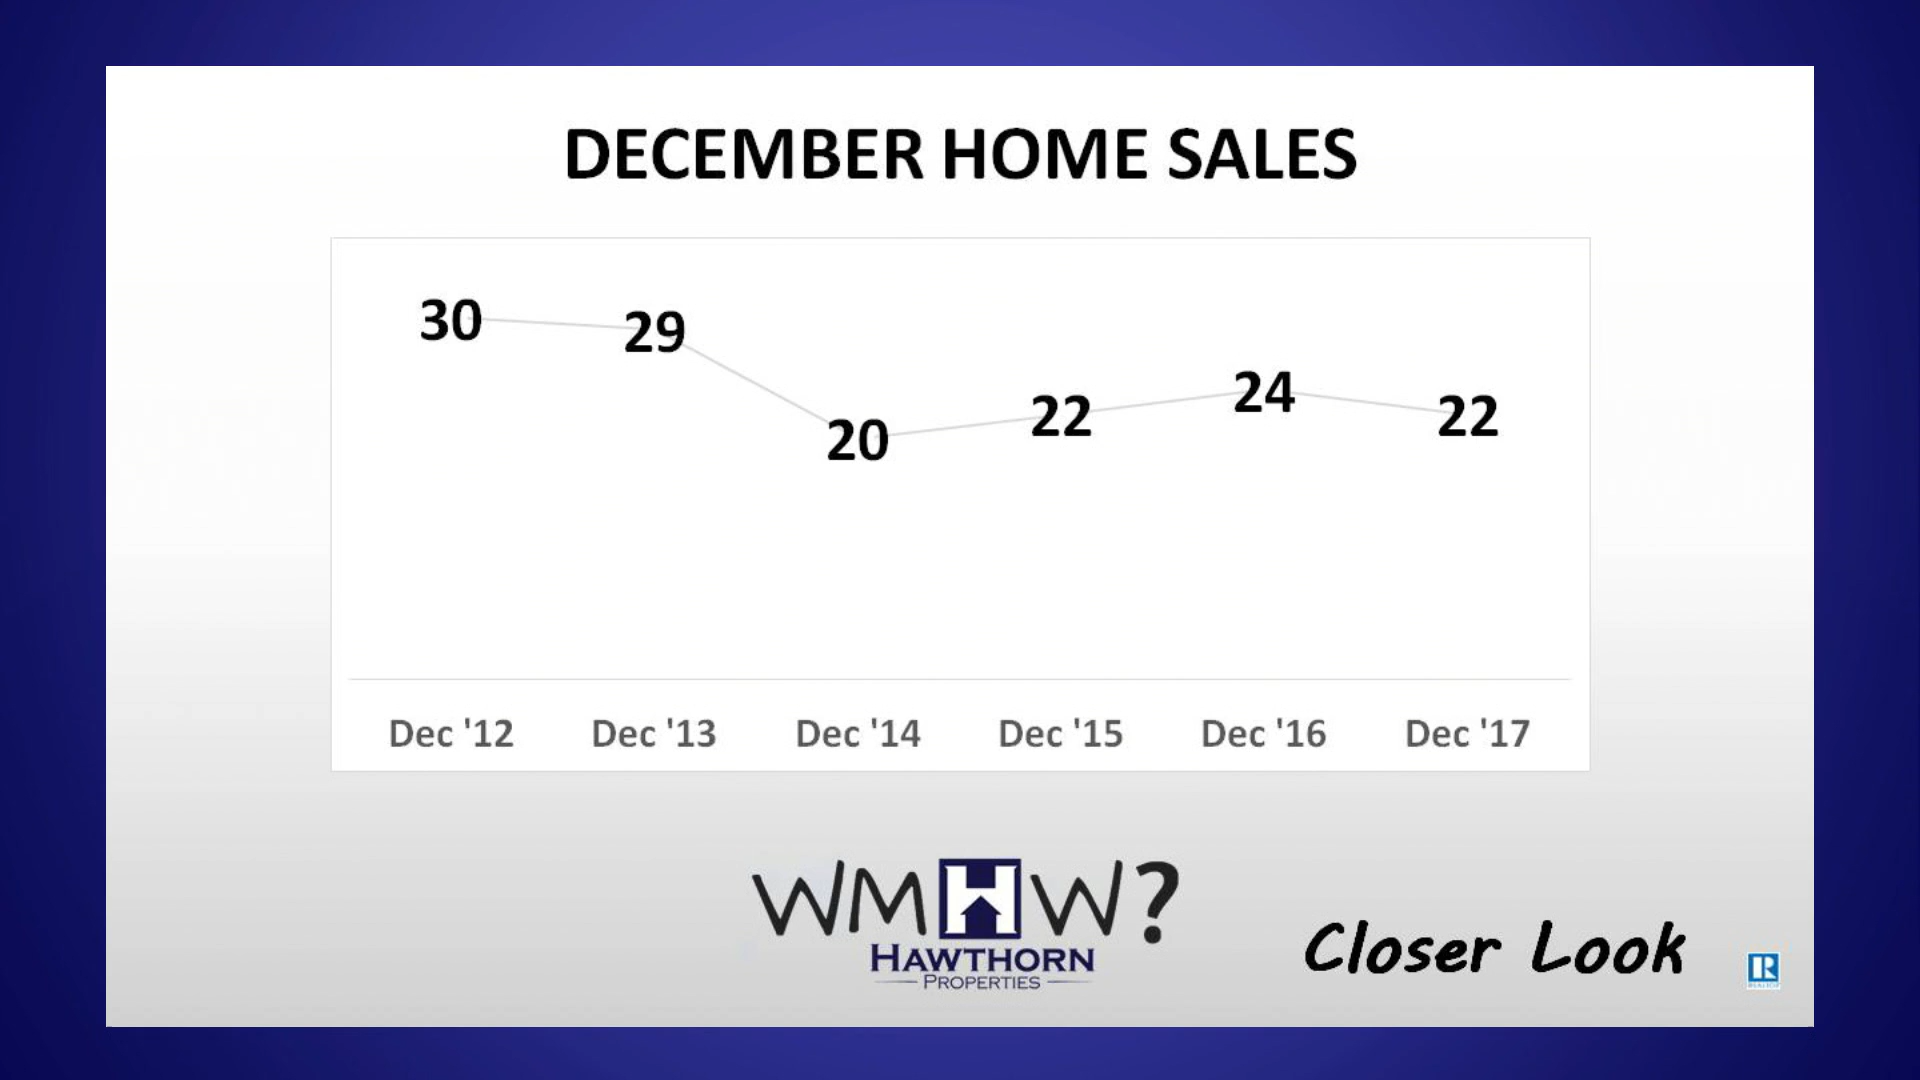 DECEMBER HOME SALES
30 29 20 22 24 22
Dec '12 Dec '13 Dec '14 Dec '15 Dec '16 Dec '17
WMHW?
HAWTHORN
PROPERTIES
Closer Look
R
REALTOR